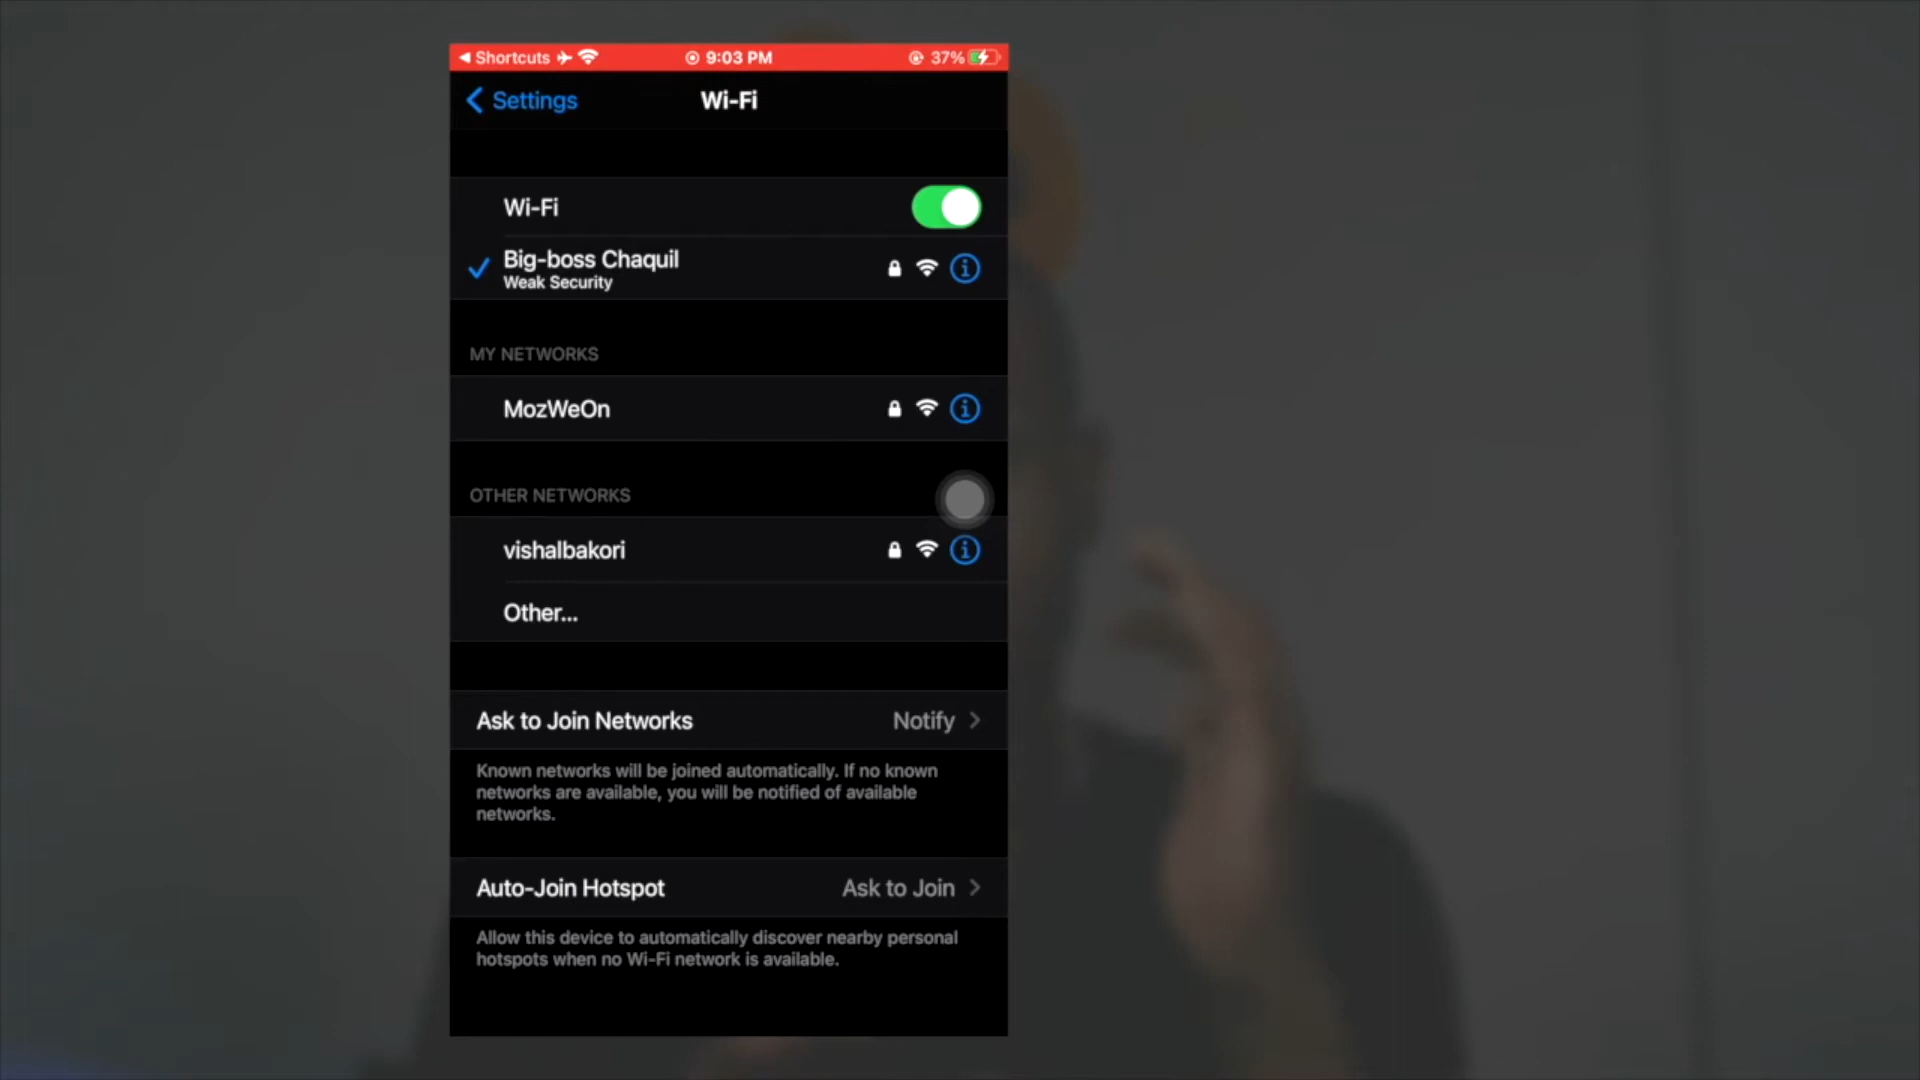 Shortcuts 9:03 PM 37%
Settings Wi-Fi
Wi-Fi
Big-boss Chaquil
Weak Security
MY NETWORKS
MozWeOn
OTHER NETWORKS
vishalbakori
Other...
Ask to Join Networks Notify
Known networks will be joined automatically. If no known
networks are available, you will be notified of available
networks.
Auto-Join Hotspot Ask to Join
Allow this device to automatically discover nearby personal
hotspots when no Wi-Fi network is available.